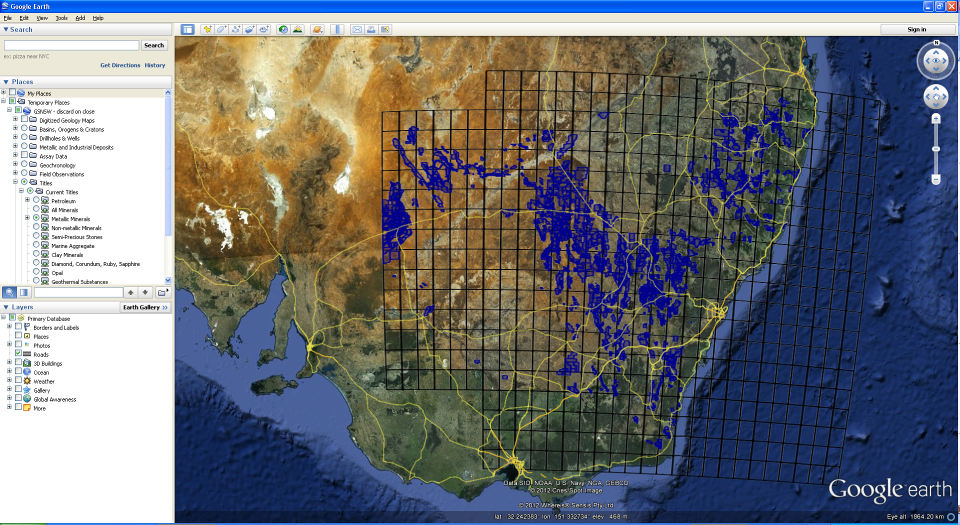 Google Earth
File Edit View Tools Add Help
Search
Search
ex: pizza near NYC
Get Directions History
Places
My Places
Temporary Places
GSNSW - discard on close
Digitized Geology Maps
Basins, Orogens & Cratons
Drillholes & Wells
Metallic and Industrial Deposits
Assay Data
Geochronology
Field Observations
Titles
Current Titles
Petroleum
All Minerals
Metallic Minerals
Non-metallic Minerals
Semi-Precious Stones
Marine Aggregate
Clay Minerals
Diamond, Corundum, Ruby, Sapphire
Opal
Geothermal Substances
Layers
Earth Gallery >>
Primary Database
Borders and Labels
Places
Photos
Roads
3D Buildings
Ocean
Weather
Gallery
Global Awareness
More
Sign in
N
Data SIO, NOAA, U.S. Navy, NGA, GEBCO
© 2012 Cnes/Spot Image
© 2012 Whereis® Sensis Pty Ltd
Google earth
lat -32.242383° lon 151.332734° elev 468 m
Eye alt 1864.20 km